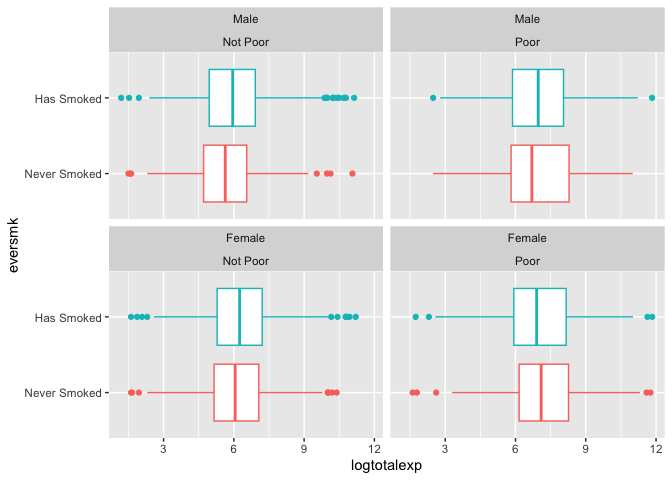 Male
Not Poor
Male
Poor
Has Smoked
Never Smoked
Female
Not Poor
Female
Poor
Has Smoked
Never Smoked
eversmk
3
6
9
12
3
6
9
12
logtotalexp